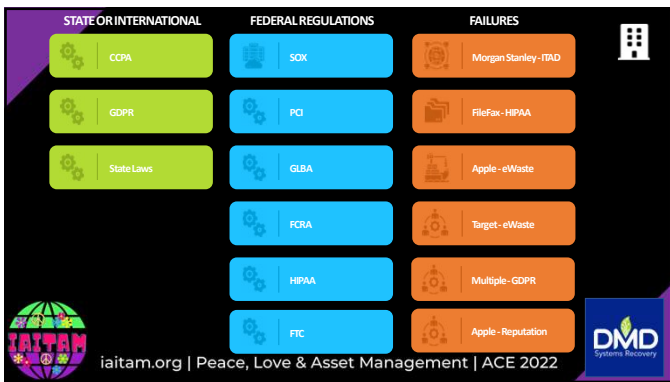 STATE OR INTERNATIONAL
FEDERAL REGULATIONS
FAILURES
CCPA
SOX
Morgan Stanley - ITAD
GDPR
PCI
FileFax - HIPAA
State Laws
GLBA
Apple - eWaste
FCRA
Target - eWaste
HIPAA
Multiple - GDPR
FTC
Apple - Reputation
IAITAM
iaitam.org | Peace, Love & Asset Management | ACE 2022
DMD
Systems Recovery